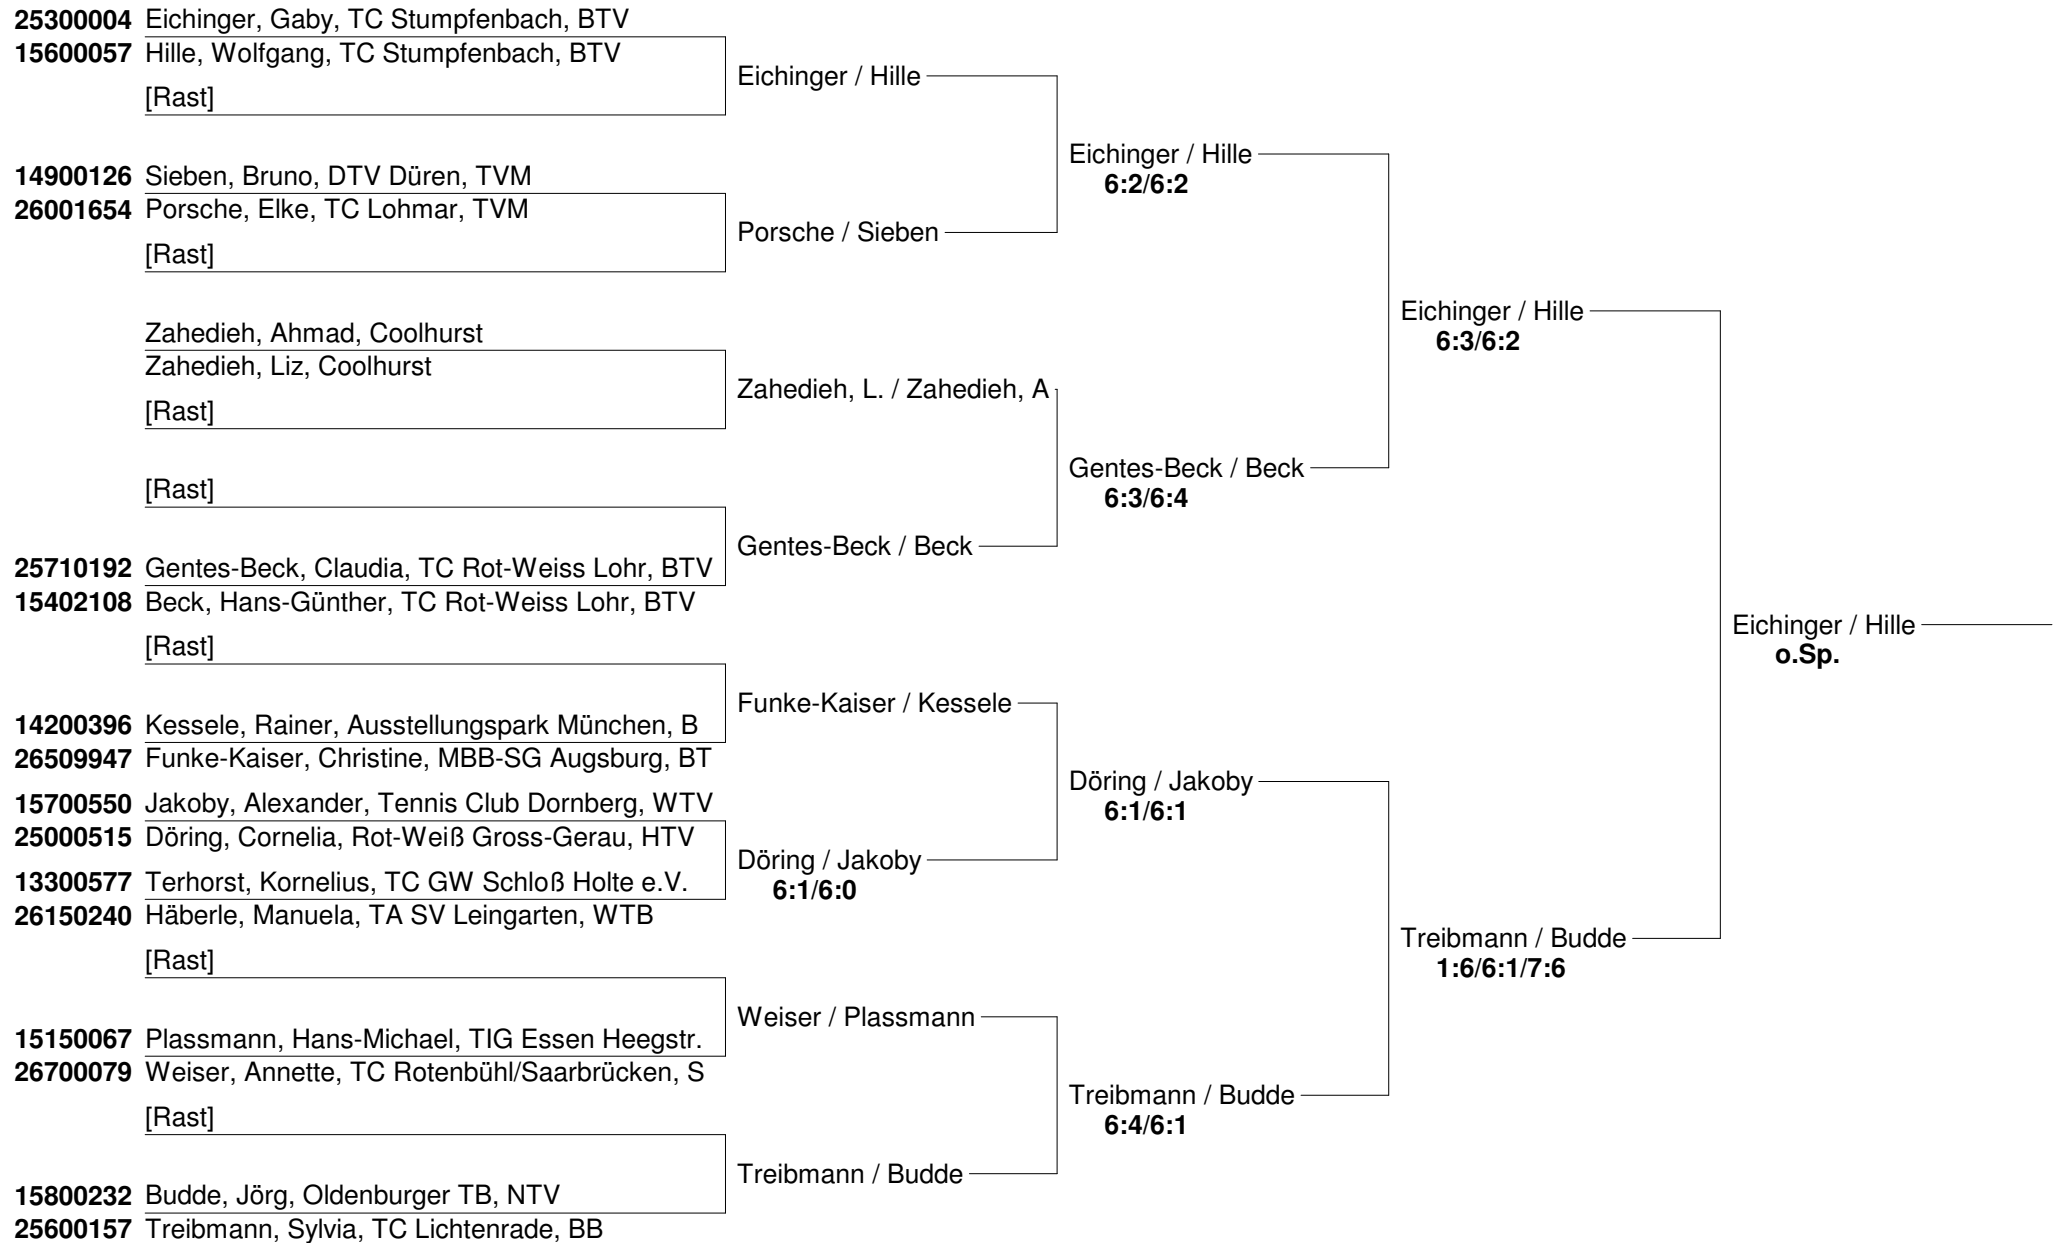 25300004 Eichinger, Gaby, TC Stumpfenbach, BTV
15600057 Hille, Wolfgang, TC Stumpfenbach, BTV
Eichinger / Hille
[Rast]
Eichinger / Hille
14900126 Sieben, Bruno, DTV Düren, TVM
6:2/6:2
26001654 Porsche, Elke, TC Lohmar, TVM
Porsche / Sieben
[Rast]
Eichinger / Hille
Zahedieh, Ahmad, Coolhurst
6:3/6:2
Zahedieh, Liz, Coolhurst
Zahedieh, L. / Zahedieh, A
[Rast]
Gentes-Beck / Beck
[Rast]
6:3/6:4
Gentes-Beck / Beck
25710192 Gentes-Beck, Claudia, TC Rot-Weiss Lohr, BTV
15402108 Beck, Hans-Günther, TC Rot-Weiss Lohr, BTV
Eichinger / Hille
[Rast]
o.Sp.
Funke-Kaiser / Kessele
14200396 Kessele, Rainer, Ausstellungspark München, B
26509947 Funke-Kaiser, Christine, MBB-SG Augsburg, BT
Döring / Jakoby
15700550 Jakoby, Alexander, Tennis Club Dornberg, WTV
6:1/6:1
25000515 Döring, Cornelia, Rot-Weiß Gross-Gerau, HTV
Döring / Jakoby
13300577 Terhorst, Kornelius, TC GW Schloß Holte e.V.
6:1/6:0
26150240 Häberle, Manuela, TA SV Leingarten, WTB
Treibmann / Budde
[Rast]
1:6/6:1/7:6
Weiser / Plassmann
15150067 Plassmann, Hans-Michael, TIG Essen Heegstr.
26700079 Weiser, Annette, TC Rotenbühl/Saarbrücken, S
Treibmann / Budde
[Rast]
6:4/6:1
Treibmann / Budde
15800232 Budde, Jörg, Oldenburger TB, NTV
25600157 Treibmann, Sylvia, TC Lichtenrade, BB